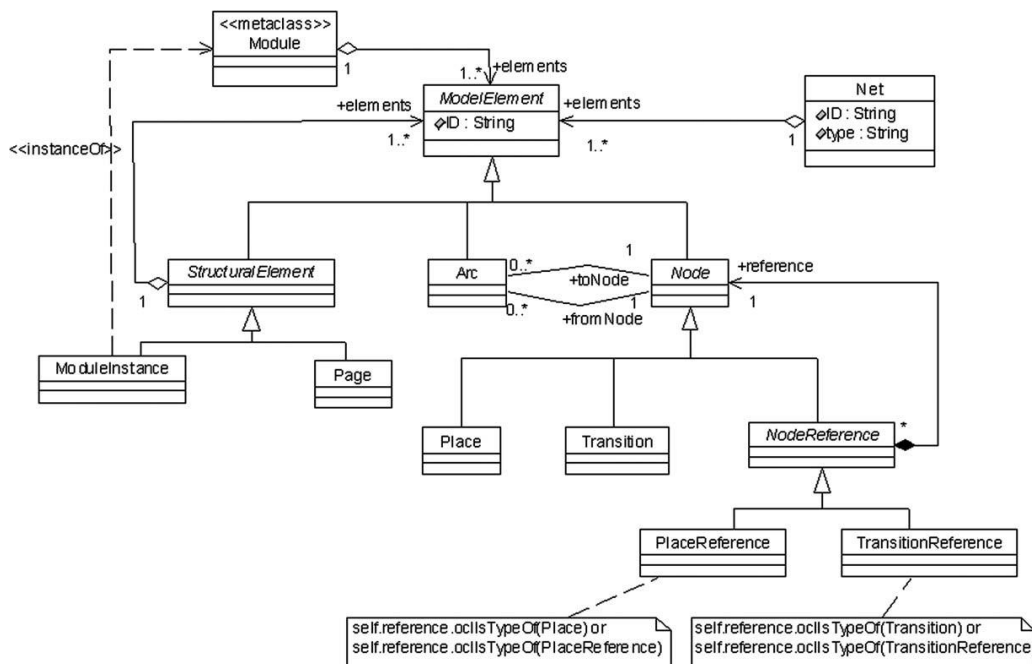 <<metaclass>>
Module
1
+elements
1..*
+elements
1..*
ModelElement
ID : String
+elements
1..*
1
Net
ID : String
type : String
<<instanceOf>>
StructuralElement
1
Arc
0..*
1
+toNode
0..*
1
+fromNode
Node
+reference
1
ModuleInstance
Page
Place
Transition
NodeReference
*
PlaceReference
TransitionReference
self.reference.oclIsTypeOf(Place) or
self.reference.oclIsTypeOf(PlaceReference)
self.reference.oclIsTypeOf(Transition) or
self.reference.oclIsTypeOf(TransitionReference